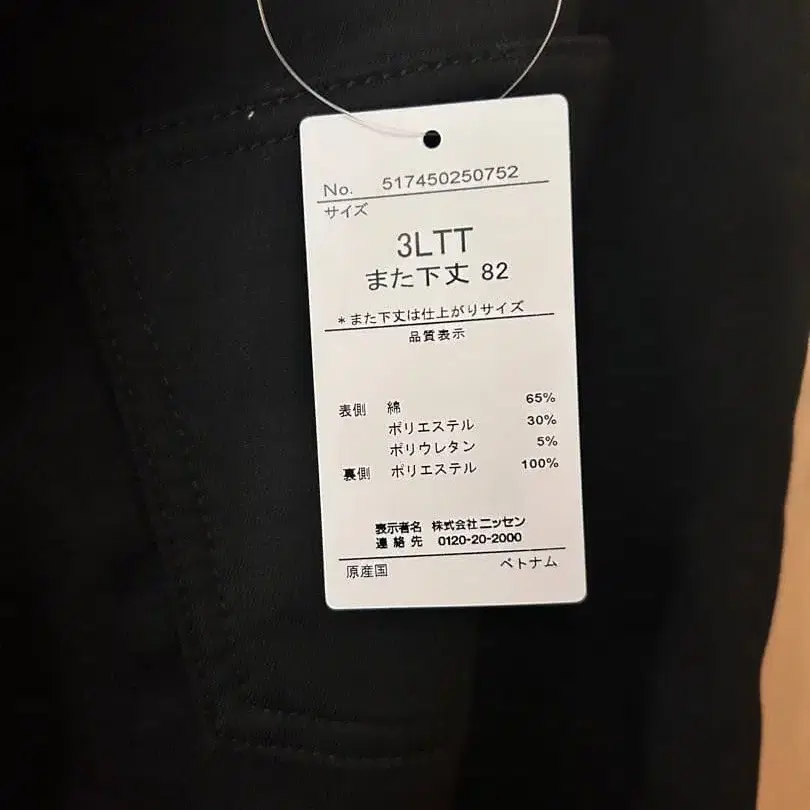 No. 517450250752
サイズ
3LTT
また下丈 82
*また下丈は仕上がりサイズ
品質表示
表側 綿 65%
ポリエステル 30%
ポリウレタン 5%
裏側 ポリエステル 100%
表示者名 株式会社ニッセン
連絡先 0120-20-2000
原産国 ベトナム